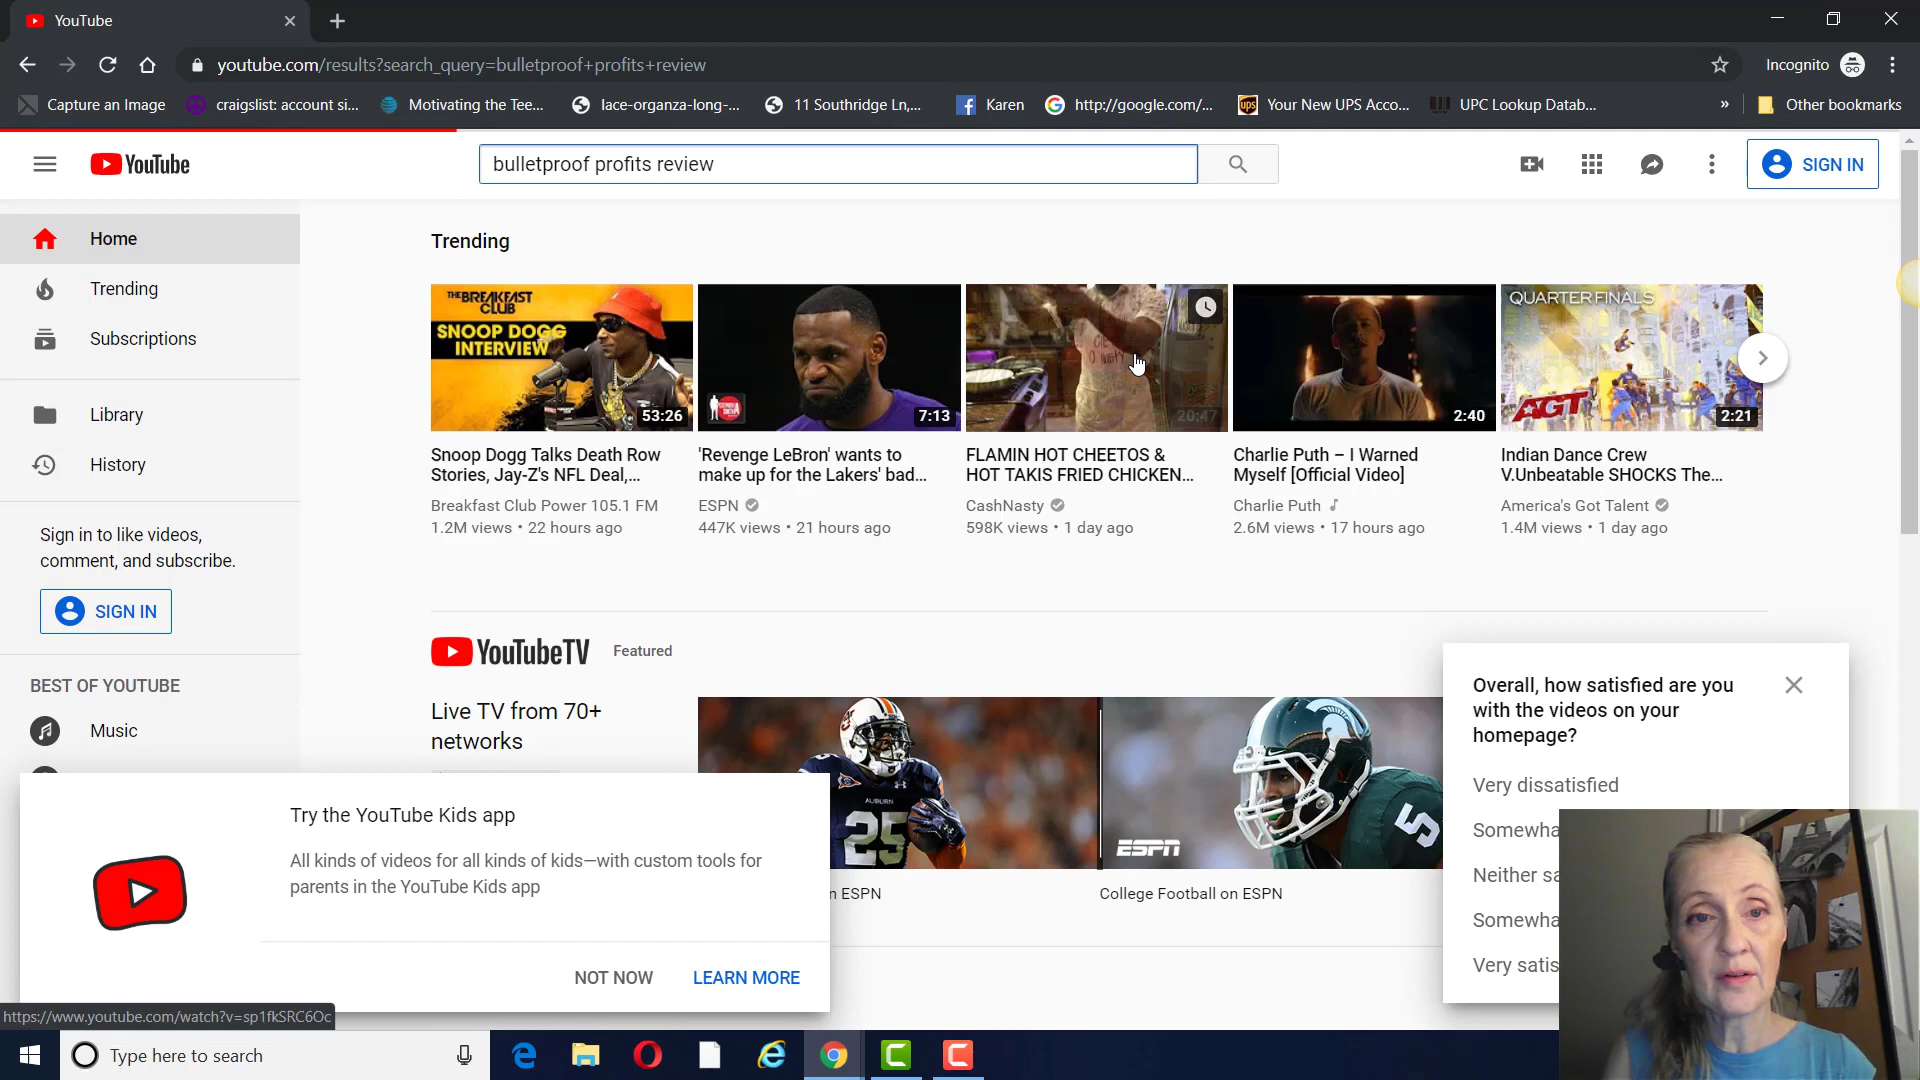 YouTube
youtube.com/results?search_query=bulletproof+profits+review
Incognito
Capture an Image
craigslist: account si...
Motivating the Tee...
lace-organza-long-...
11 Southridge Ln,...
Karen
http://google.com/...
Your New UPS Acco...
UPC Lookup Datab...
»
Other bookmarks
YouTube
bulletproof profits review
SIGN IN
Home
Trending
Subscriptions
Library
History
Sign in to like videos,
comment, and subscribe.
SIGN IN
BEST OF YOUTUBE
Music
Trending
THE BREAKFAST
CLUB
SNOOP DOGG
INTERVIEW
53:26
Snoop Dogg Talks Death Row
Stories, Jay-Z's NFL Deal,...
Breakfast Club Power 105.1 FM
1.2M views • 22 hours ago
7:13
'Revenge LeBron' wants to
make up for the Lakers' bad...
ESPN
447K views • 21 hours ago
20:47
FLAMIN HOT CHEETOS &
HOT TAKIS FRIED CHICKEN...
CashNasty
598K views • 1 day ago
2:40
Charlie Puth – I Warned
Myself [Official Video]
Charlie Puth
2.6M views • 17 hours ago
QUARTER FINALS
AGT
2:21
Indian Dance Crew
V.Unbeatable SHOCKS The...
America's Got Talent
1.4M views • 1 day ago
YouTubeTV
Featured
Live TV from 70+
networks
AUBURN
25
n ESPN
ESPN
5
College Football on ESPN
Overall, how satisfied are you
with the videos on your
homepage?
Very dissatisfied
Somewha
Neither sa
Somewha
Very satis
Try the YouTube Kids app
All kinds of videos for all kinds of kids—with custom tools for
parents in the YouTube Kids app
NOT NOW
LEARN MORE
https://www.youtube.com/watch?v=sp1fkSRC6Oc
Type here to search